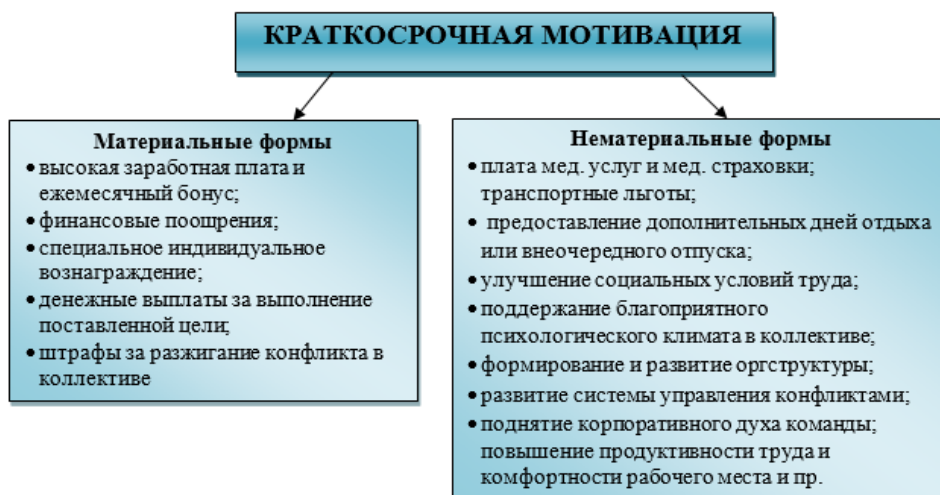 КРАТКОСРОЧНАЯ МОТИВАЦИЯ
Материальные формы
• высокая заработная плата и
ежемесячный бонус;
• финансовые поощрения;
• специальное индивидуальное
вознаграждение;
• денежные выплаты за выполнение
поставленной цели;
• штрафы за разжигание конфликта в
коллективе
Нематериальные формы
• плата мед. услуг и мед. страховки;
транспортные льготы;
• предоставление дополнительных дней отдыха
или внеочередного отпуска;
• улучшение социальных условий труда;
• поддержание благоприятного
психологического климата в коллективе;
• формирование и развитие оргструктуры;
• развитие системы управления конфликтами;
• поднятие корпоративного духа команды;
повышение продуктивности труда и
комфортности рабочего места и пр.